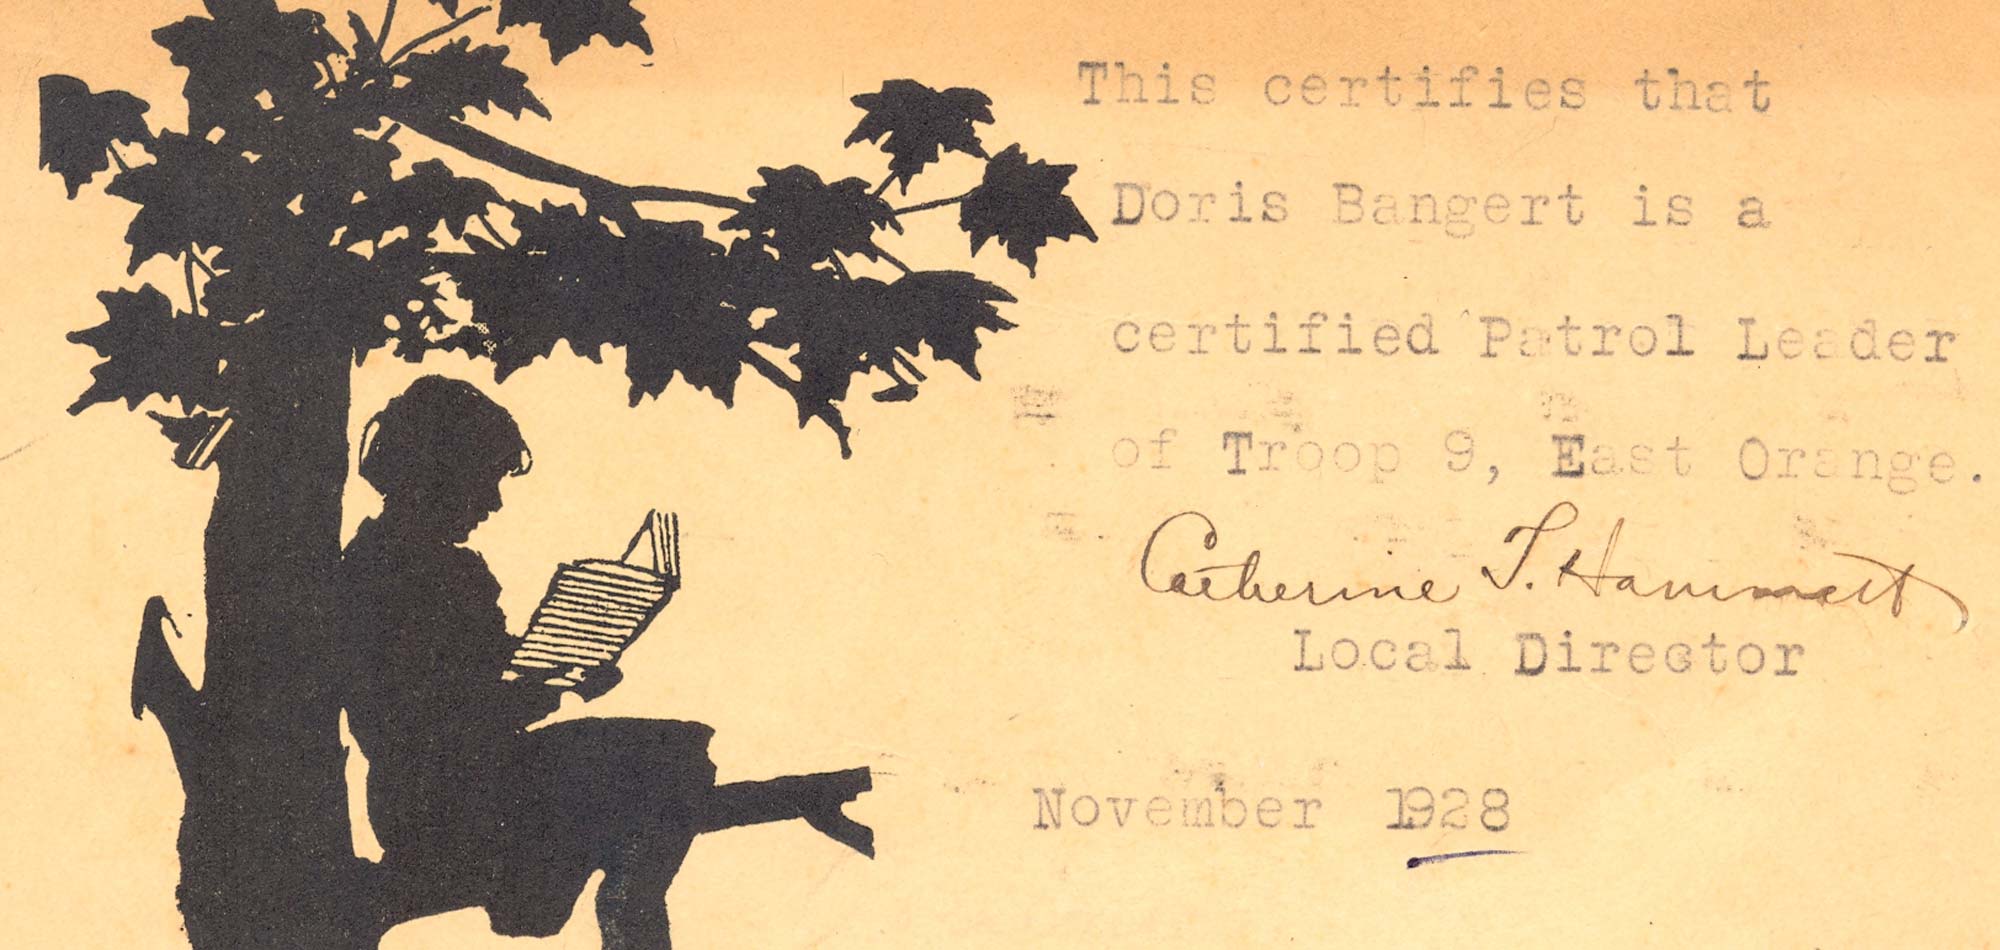 This certifies that
Doris Bangert is a
certified Patrol Leader
of Troop 9, East Orange.
Catherine T. Hammett
Local Director
November 1928